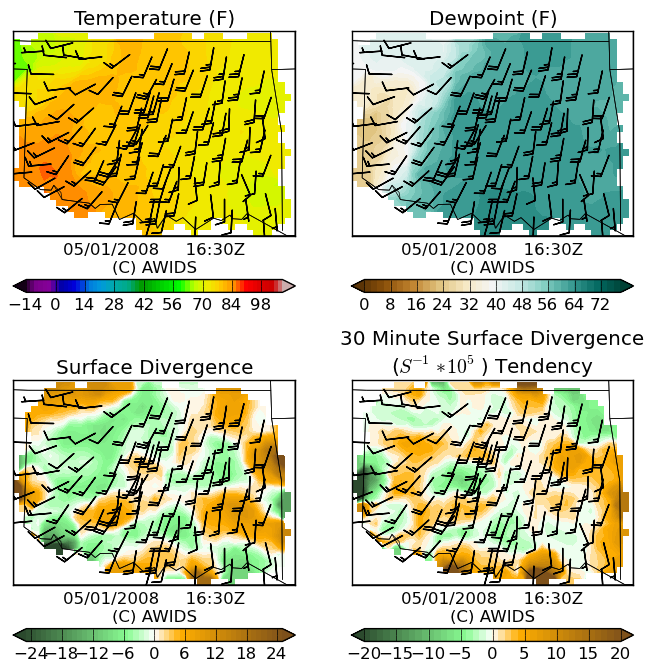 Temperature (F)
Dewpoint (F)
05/01/2008 16:30Z
(C) AWIDS
05/01/2008 16:30Z
(C) AWIDS
−14 0 14 28 42 56 70 84 98
0 8 16 24 32 40 48 56 64 72
Surface Divergence
30 Minute Surface Divergence
(S⁻¹ *10⁵ ) Tendency
05/01/2008 16:30Z
(C) AWIDS
05/01/2008 16:30Z
(C) AWIDS
−24 −18 −12 −6 0 6 12 18 24
−20 −15 −10 −5 0 5 10 15 20